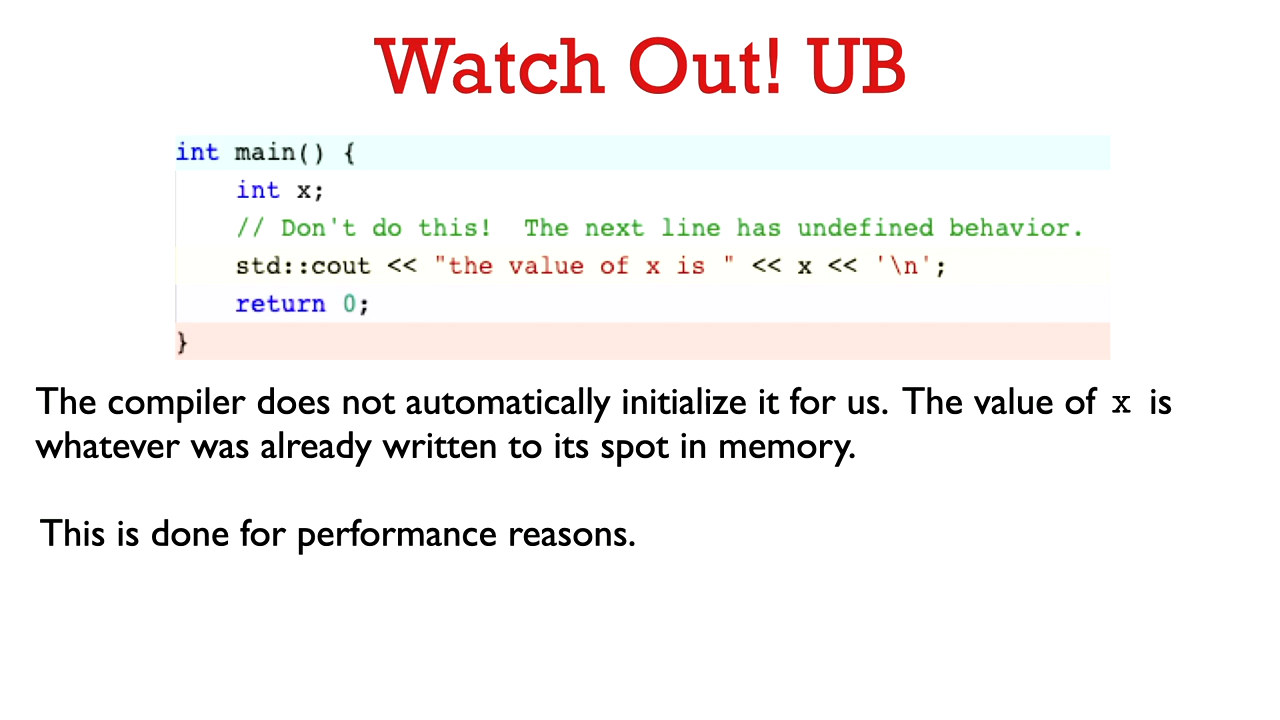 Watch Out! UB
int main() {
    int x;
    // Don't do this!  The next line has undefined behavior.
    std::cout << "the value of x is " << x << '\n';
    return 0;
}
The compiler does not automatically initialize it for us. The value of x is
whatever was already written to its spot in memory.
This is done for performance reasons.